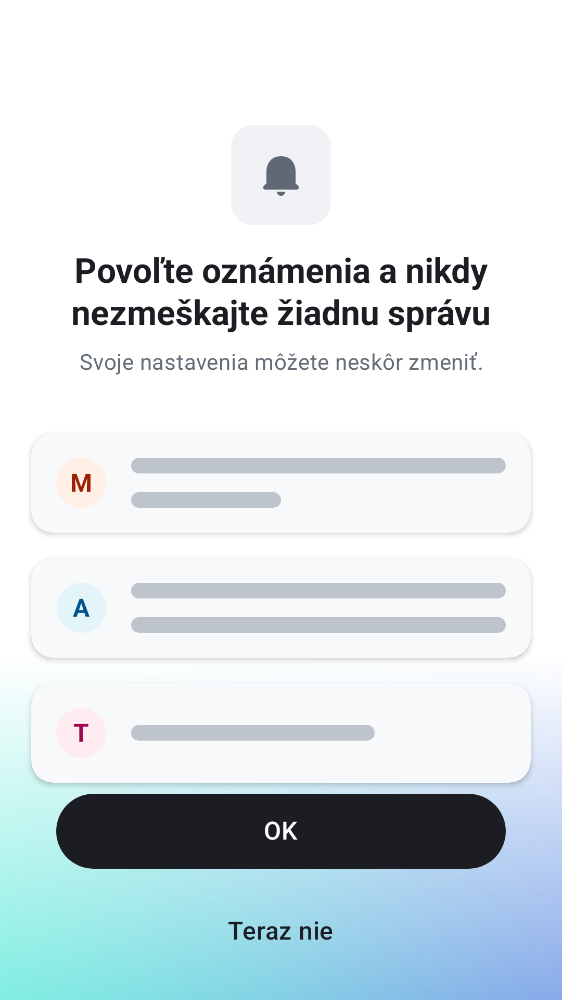 Povoľte oznámenia a nikdy
nezmeškajte žiadnu správu
Svoje nastavenia môžete neskôr zmeniť.
M
A
T
OK
Teraz nie